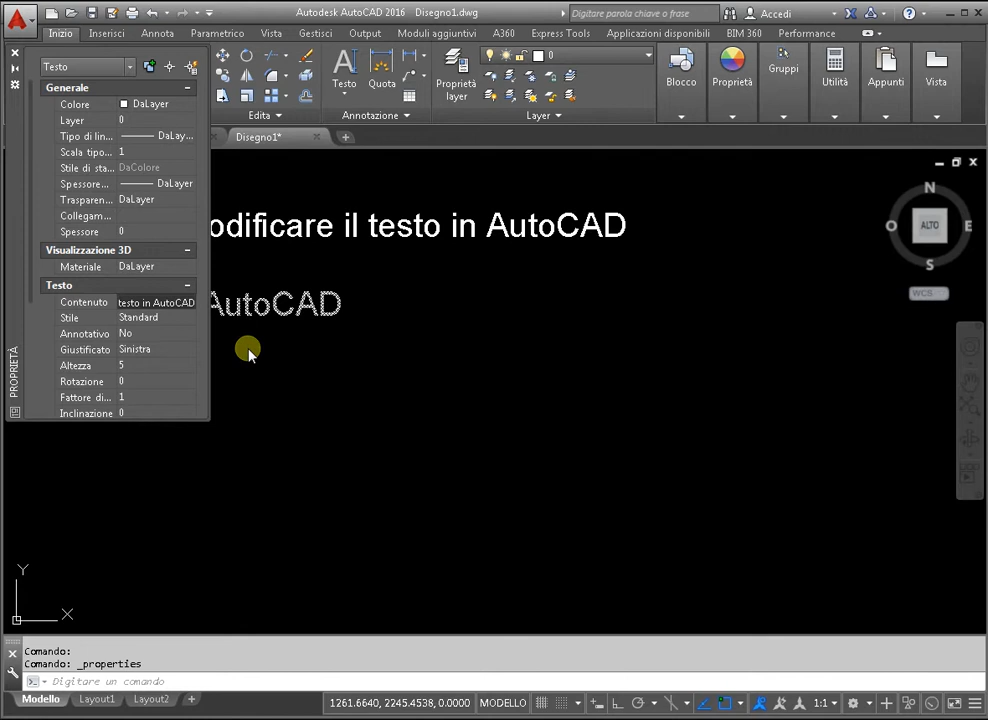 Autodesk AutoCAD 2016 Disegno1.dwg
Digitare parola chiave o frase
Accedi
Inizio Inserisci Annota Parametrico Vista Gestisci Output Moduli aggiuntivi A360 Express Tools Applicazioni disponibili BIM 360 Performance
Testo
Generale
Colore DaLayer
Layer 0
Tipo di lin... DaLay...
Scala tipo... 1
Stile di sta... DaColore
Spessore... DaLayer
Trasparen... DaLayer
Collegam...
Spessore 0
Visualizzazione 3D
Materiale DaLayer
Testo
Contenuto testo in AutoCAD
Stile Standard
Annotativo No
Giustificato Sinistra
Altezza 5
Rotazione 0
Fattore di... 1
Inclinazione 0
PROPRIETÀ
Testo
Quota
Proprietà
layer
0
Blocco
Proprietà
Gruppi
Utilità
Appunti
Vista
Edita
Annotazione
Layer
Disegno1*
odificare il testo in AutoCAD
AutoCAD
N
O ALTO E
S
WCS
Y
X
Comando:
Comando: _properties
Digitare un comando
Modello Layout1 Layout2
1261.6640, 2245.4538, 0.0000 MODELLO 1:1